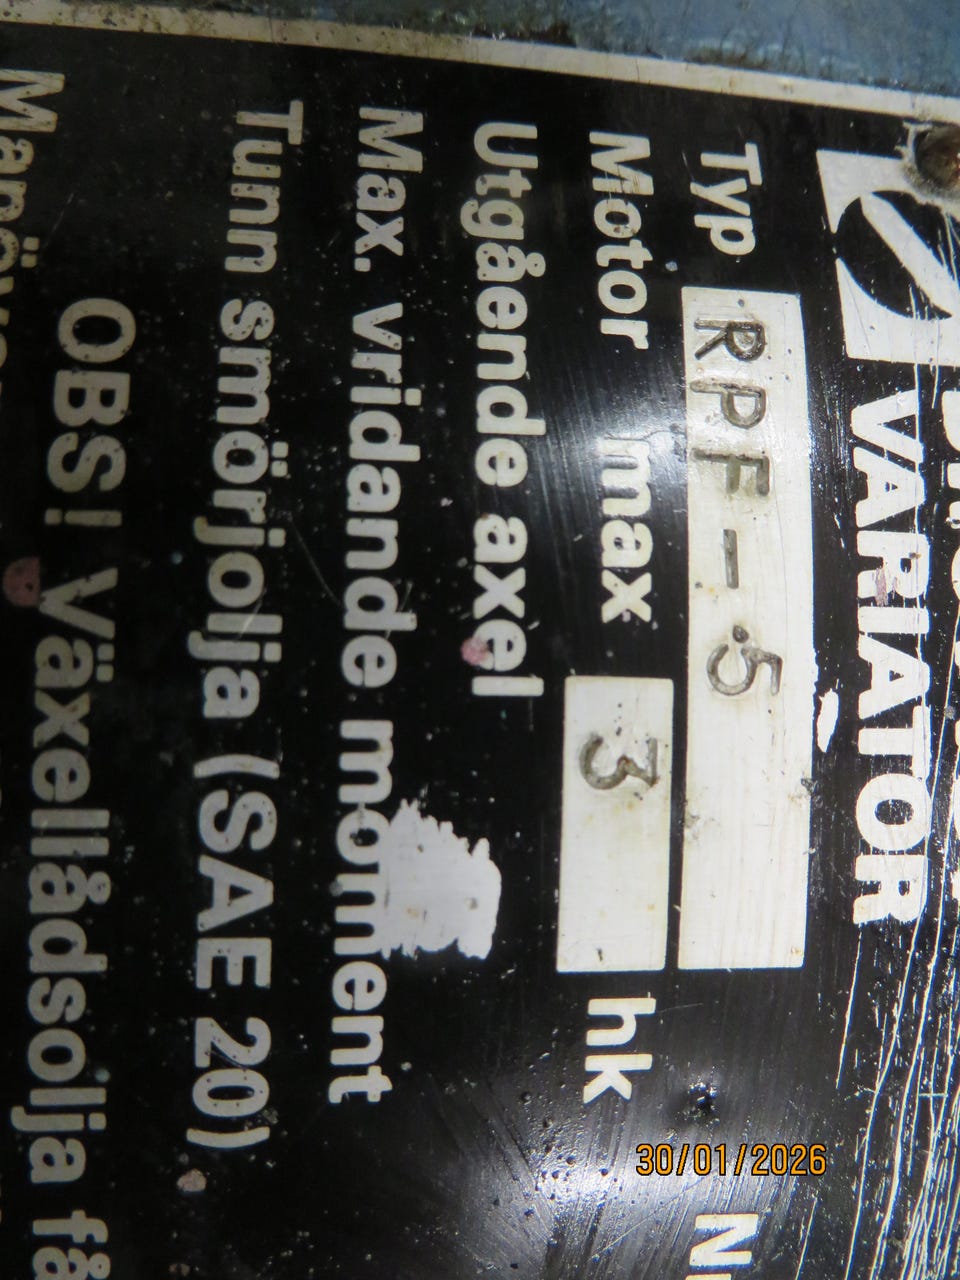 VARIATOR
Typ RPF-5
Motor max 3 hk
Utgående axel
Max. vridande moment
Tunn smörjolja (SAE 20)
OBS! Växellådsolja få
30/01/2026